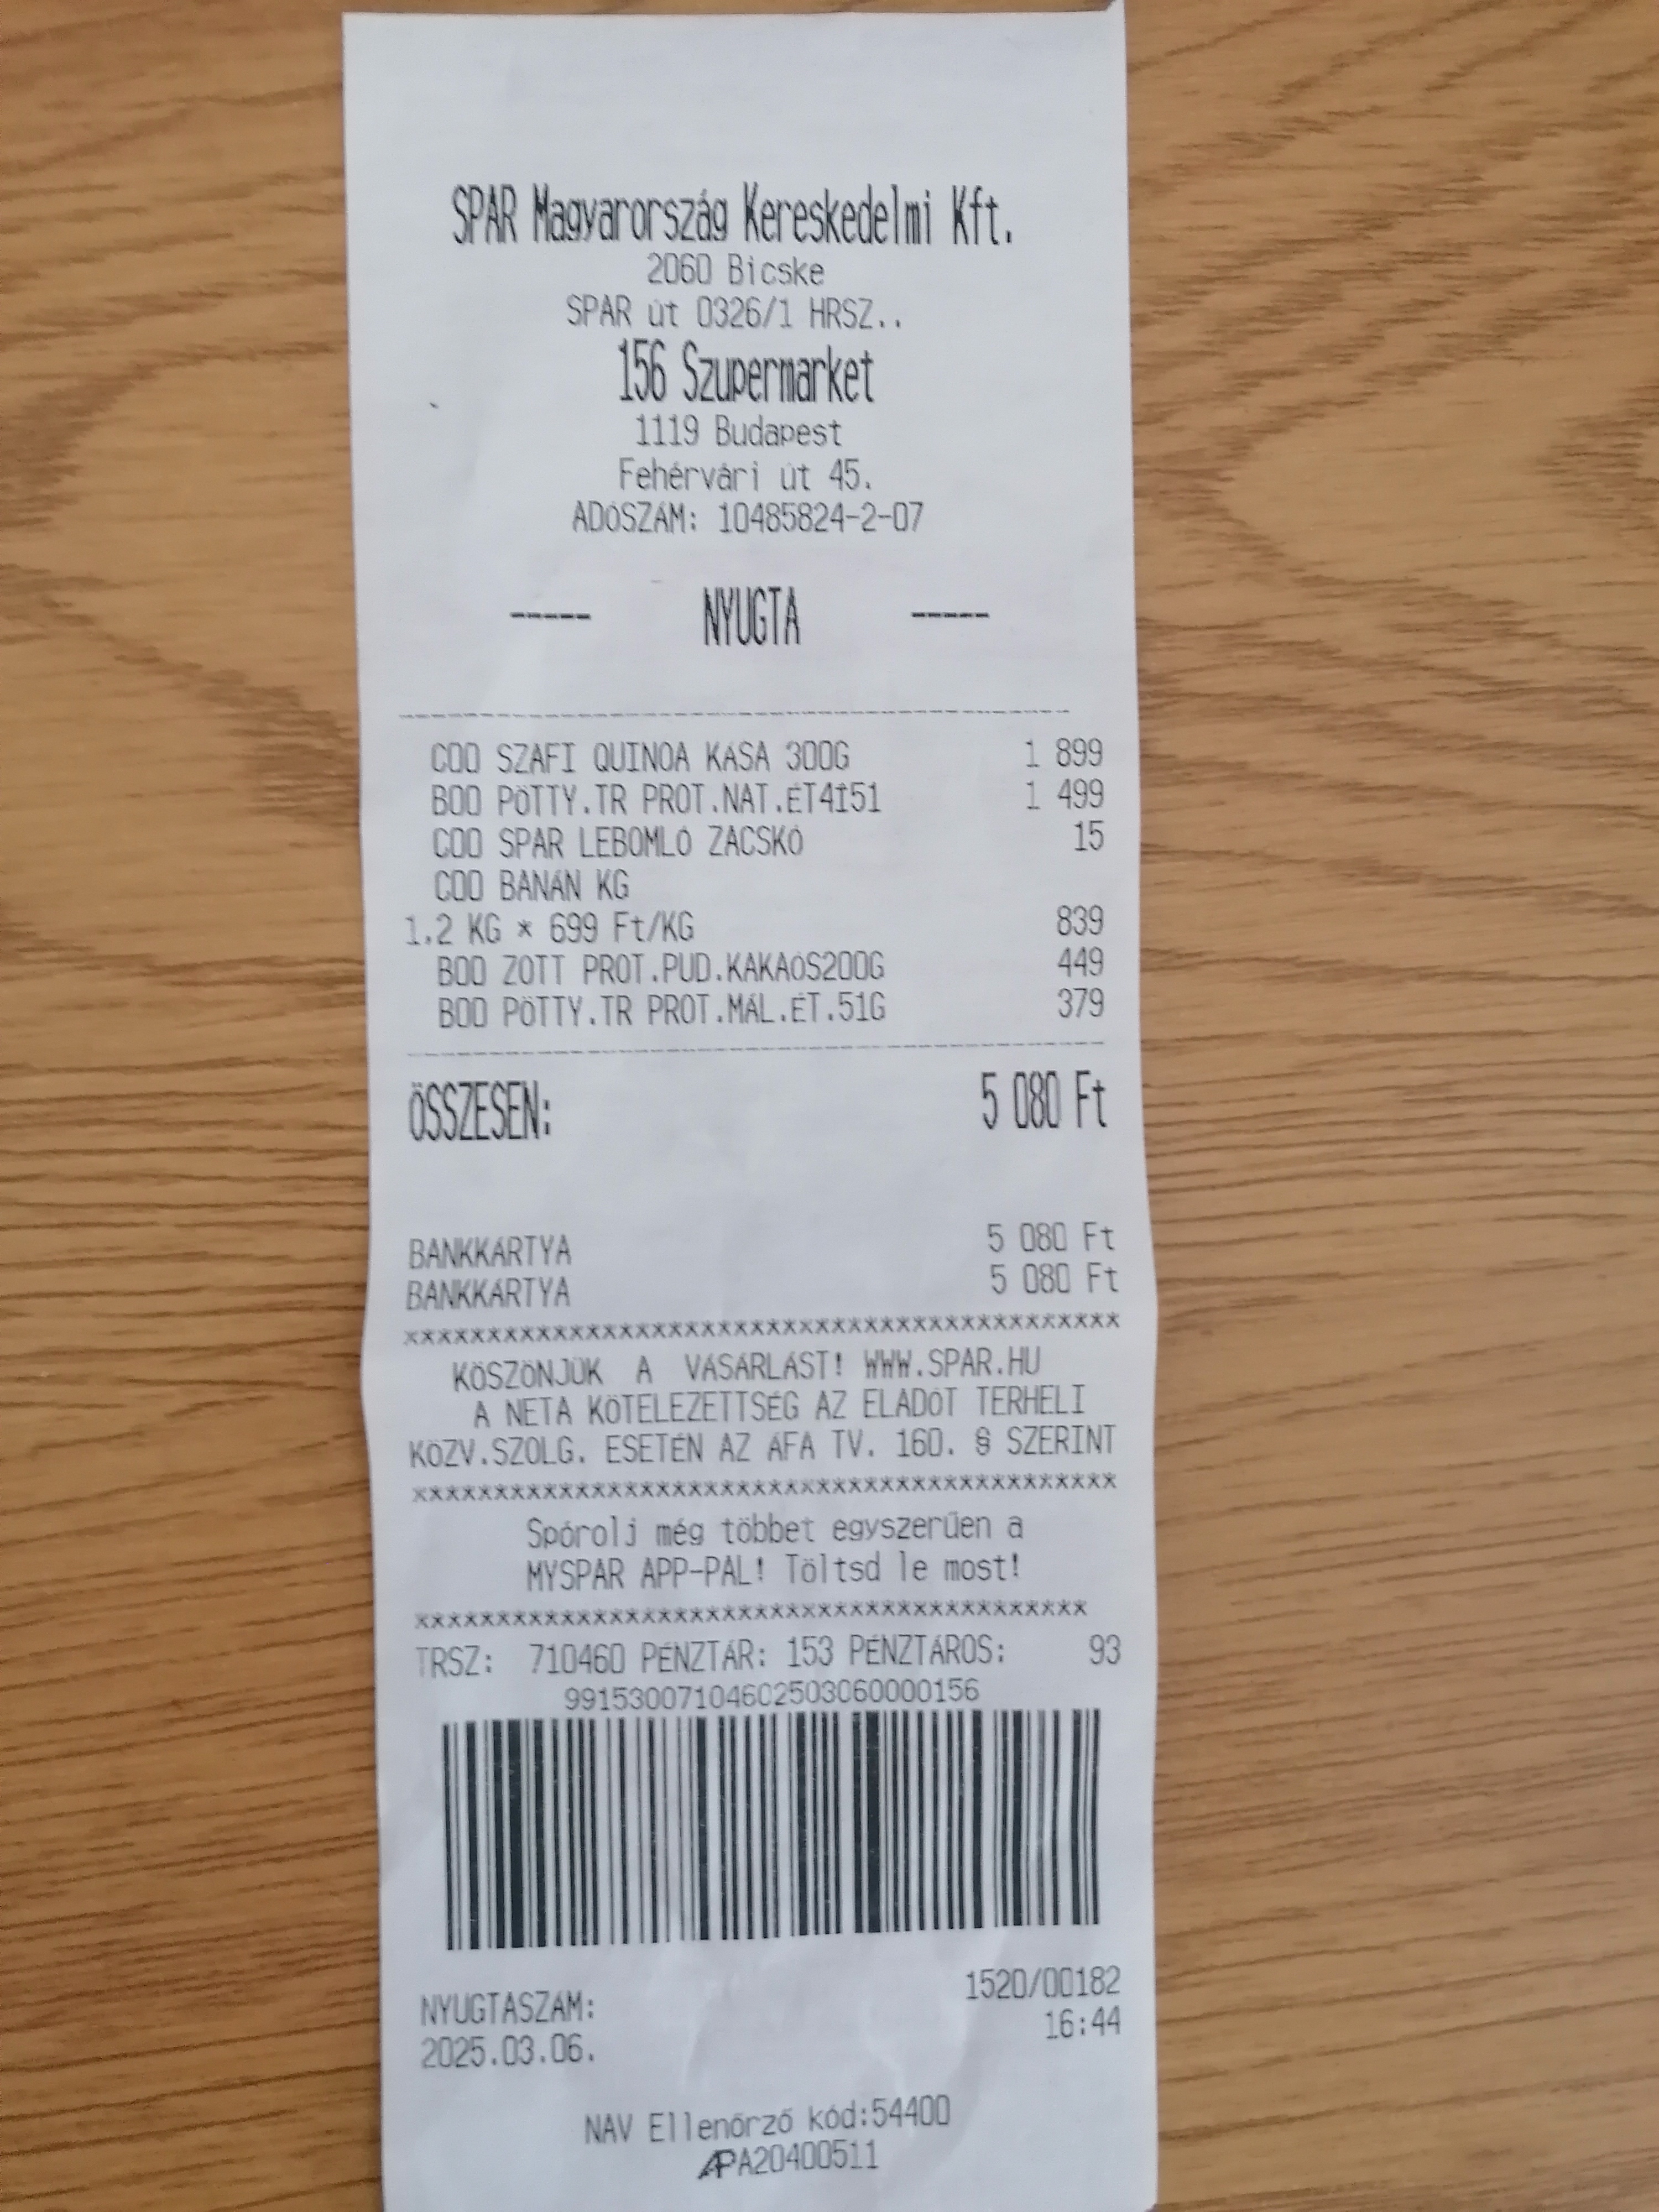 SPAR Magyarország Kereskedelmi Kft.
2060 Bicske
SPAR út 0326/1 HRSZ..
156 Szupermarket
1119 Budapest
Fehérvári út 45.
ADÓSZÁM: 10485824-2-07
----- NYUGTA -----
C00 SZAFI QUINOA KÁSA 300G 1 899
B00 PÖTTY.TR PROT.NAT.ÉT4X51 1 499
C00 SPAR LEBOMLÓ ZACSKÓ 15
C00 BANÁN KG
1.2 KG * 699 Ft/KG 839
B00 ZOTT PROT.PUD.KAKAÓS200G 449
B00 PÖTTY.TR PROT.MÁL.ÉT.51G 379
ÖSSZESEN: 5 080 Ft
BANKKÁRTYA 5 080 Ft
BANKKÁRTYA 5 080 Ft
********************************************
KÖSZÖNJÜK A VÁSÁRLÁST! WWW.SPAR.HU
A NETA KÖTELEZETTSÉG AZ ELADÓT TERHELI
KÖZV.SZOLG. ESETÉN AZ ÁFA TV. 160. § SZERINT
********************************************
Spórolj még többet egyszerűen a
MYSPAR APP-PAL! Töltsd le most!
******************************************
TRSZ: 710460 PÉNZTÁR: 153 PÉNZTÁROS: 93
99153007104602503060000156
NYUGTASZÁM: 1520/00182
2025.03.06. 16:44
NAV Ellenőrző kód:54400
APA20400511